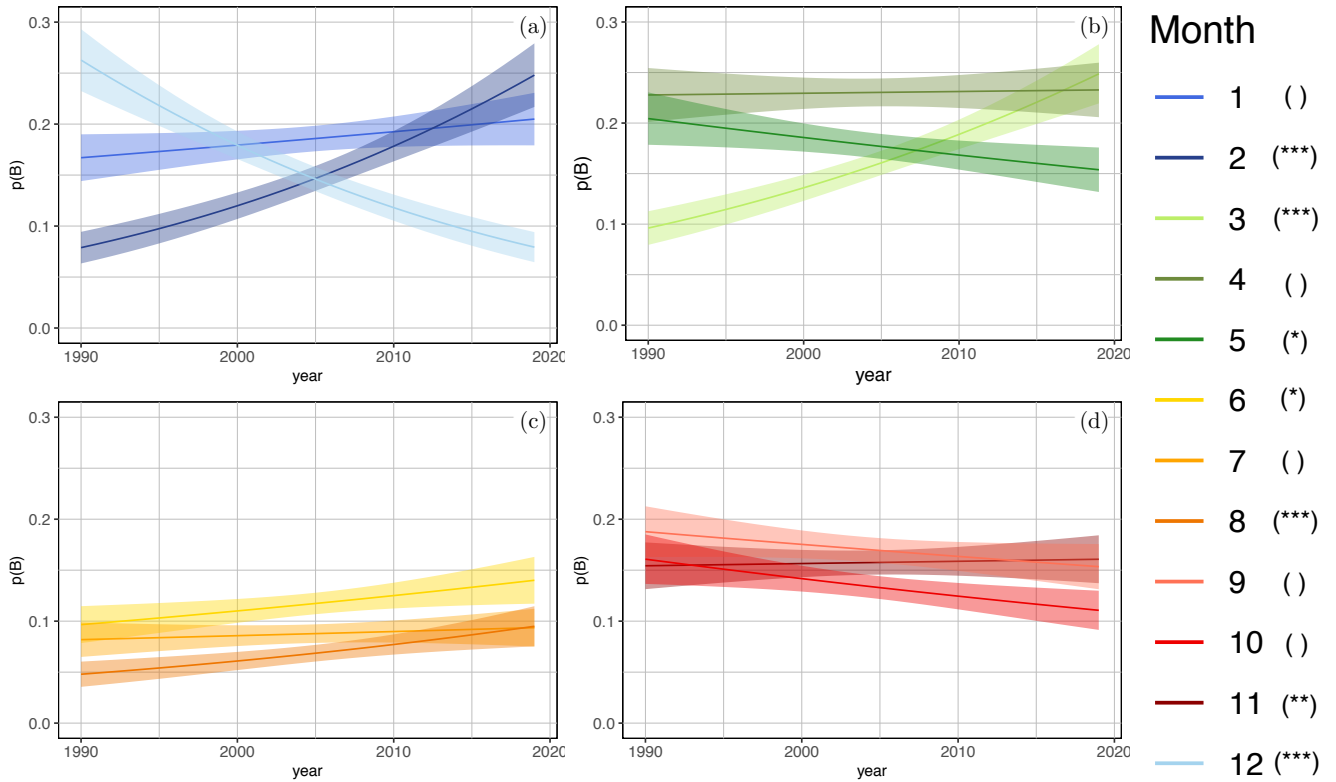 0.3
0.2
0.1
0.0
p(B)
(a)
1990
2000
2010
2020
year
0.3
0.2
0.1
0.0
p(B)
(b)
1990
2000
2010
2020
year
0.3
0.2
0.1
0.0
p(B)
(c)
1990
2000
2010
2020
year
0.3
0.2
0.1
0.0
p(B)
(d)
1990
2000
2010
2020
year
Month
1 ( )
2 (***)
3 (***)
4 ( )
5 (*)
6 (*)
7 ( )
8 (***)
9 ( )
10 ( )
11 (**)
12 (***)